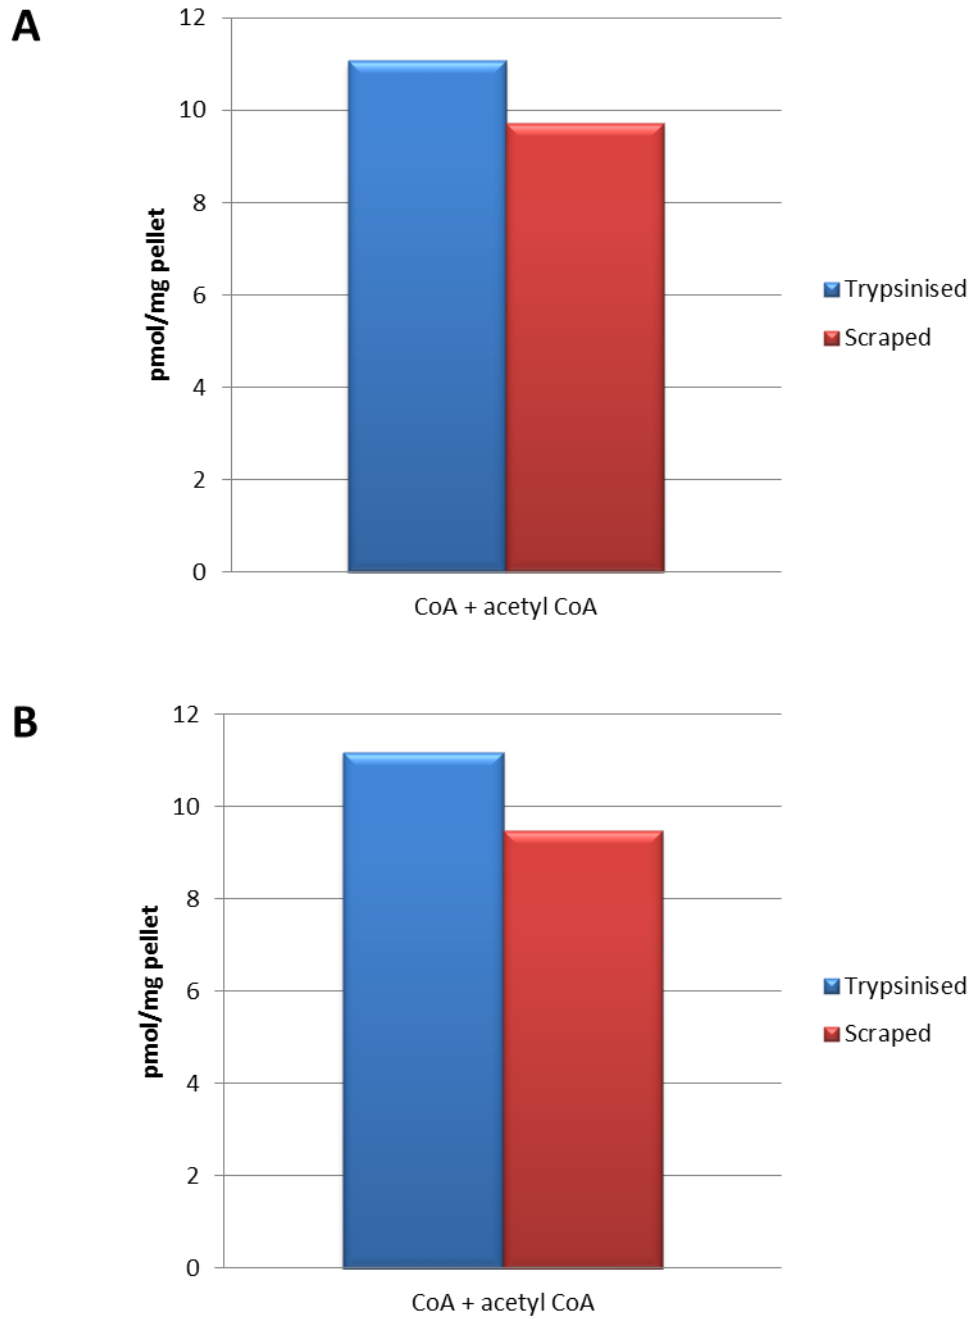 A
12
10
8
6
4
2
0
pmol/mg pellet
CoA + acetyl CoA
Trypsinised
Scraped
B
12
10
8
6
4
2
0
pmol/mg pellet
CoA + acetyl CoA
Trypsinised
Scraped